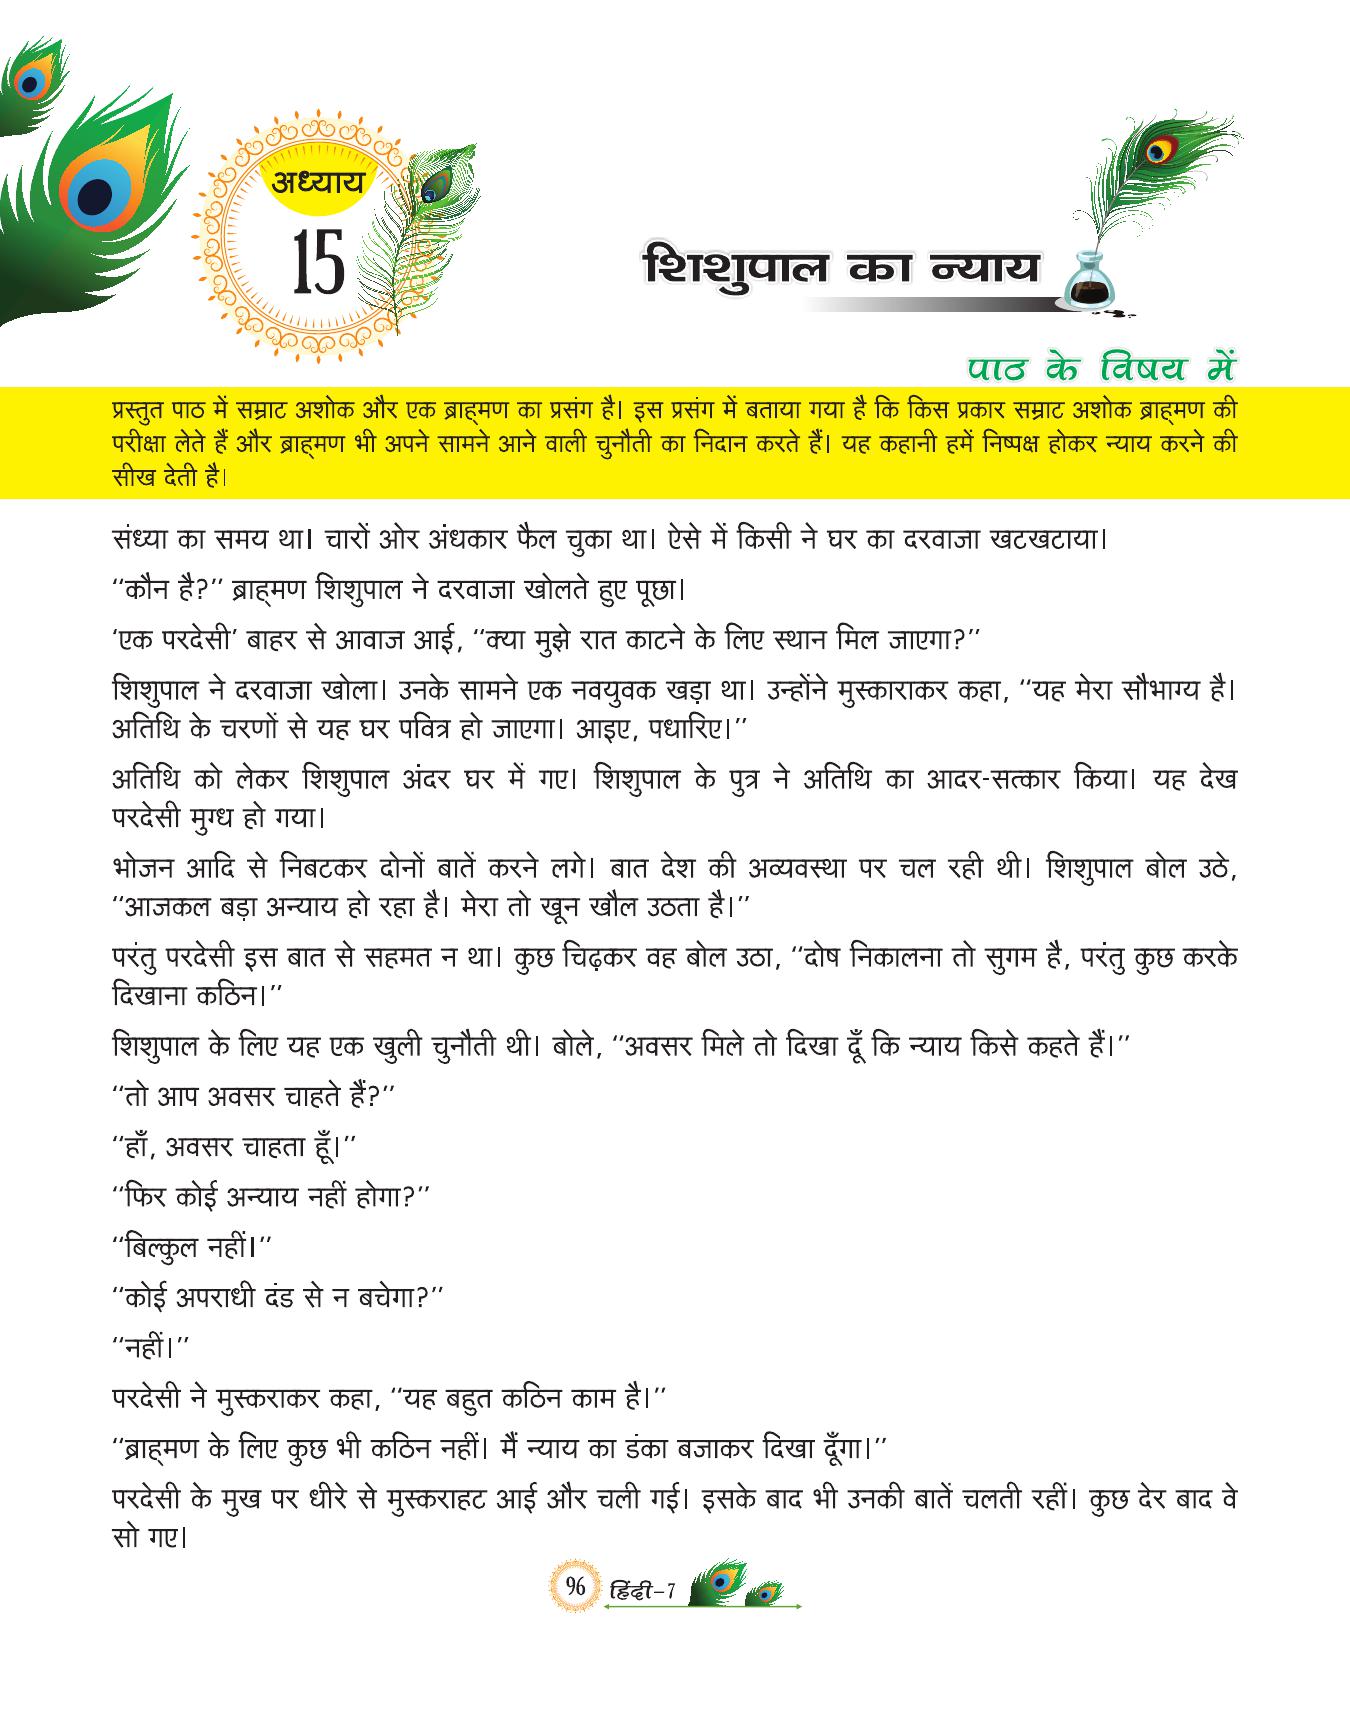 अध्याय
15
शिशुपाल का न्याय
पाठ के विषय में
प्रस्तुत पाठ में सम्राट अशोक और एक ब्राह्मण का प्रसंग है। इस प्रसंग में बताया गया है कि किस प्रकार सम्राट अशोक ब्राह्मण की
परीक्षा लेते हैं और ब्राह्मण भी अपने सामने आने वाली चुनौती का निदान करते हैं। यह कहानी हमें निष्पक्ष होकर न्याय करने की
सीख देती है।
संध्या का समय था। चारों ओर अंधकार फैल चुका था। ऐसे में किसी ने घर का दरवाजा खटखटाया।
‘‘कौन है?’’ ब्राह्मण शिशुपाल ने दरवाजा खोलते हुए पूछा।
‘एक परदेसी’ बाहर से आवाज आई, ‘‘क्या मुझे रात काटने के लिए स्थान मिल जाएगा?’’
शिशुपाल ने दरवाजा खोला। उनके सामने एक नवयुवक खड़ा था। उन्होंने मुस्काराकर कहा, ‘‘यह मेरा सौभाग्य है।
अतिथि के चरणों से यह घर पवित्र हो जाएगा। आइए, पधारिए।’’
अतिथि को लेकर शिशुपाल अंदर घर में गए। शिशुपाल के पुत्र ने अतिथि का आदर-सत्कार किया। यह देख
परदेसी मुग्ध हो गया।
भोजन आदि से निबटकर दोनों बातें करने लगे। बात देश की अव्यवस्था पर चल रही थी। शिशुपाल बोल उठे,
‘‘आजकल बड़ा अन्याय हो रहा है। मेरा तो खून खौल उठता है।’’
परंतु परदेसी इस बात से सहमत न था। कुछ चिढ़कर वह बोल उठा, ‘‘दोष निकालना तो सुगम है, परंतु कुछ करके
दिखाना कठिन।’’
शिशुपाल के लिए यह एक खुली चुनौती थी। बोले, ‘‘अवसर मिले तो दिखा दूँ कि न्याय किसे कहते हैं।’’
‘‘तो आप अवसर चाहते हैं?’’
‘‘हाँ, अवसर चाहता हूँ।’’
‘‘फिर कोई अन्याय नहीं होगा?’’
‘‘बिल्कुल नहीं।’’
‘‘कोई अपराधी दंड से न बचेगा?’’
‘‘नहीं।’’
परदेसी ने मुस्कराकर कहा, ‘‘यह बहुत कठिन काम है।’’
‘‘ब्राह्मण के लिए कुछ भी कठिन नहीं। मैं न्याय का डंका बजाकर दिखा दूँगा।’’
परदेसी के मुख पर धीरे से मुस्कराहट आई और चली गई। इसके बाद भी उनकी बातें चलती रहीं। कुछ देर बाद वे
सो गए।
96 हिंदी–7